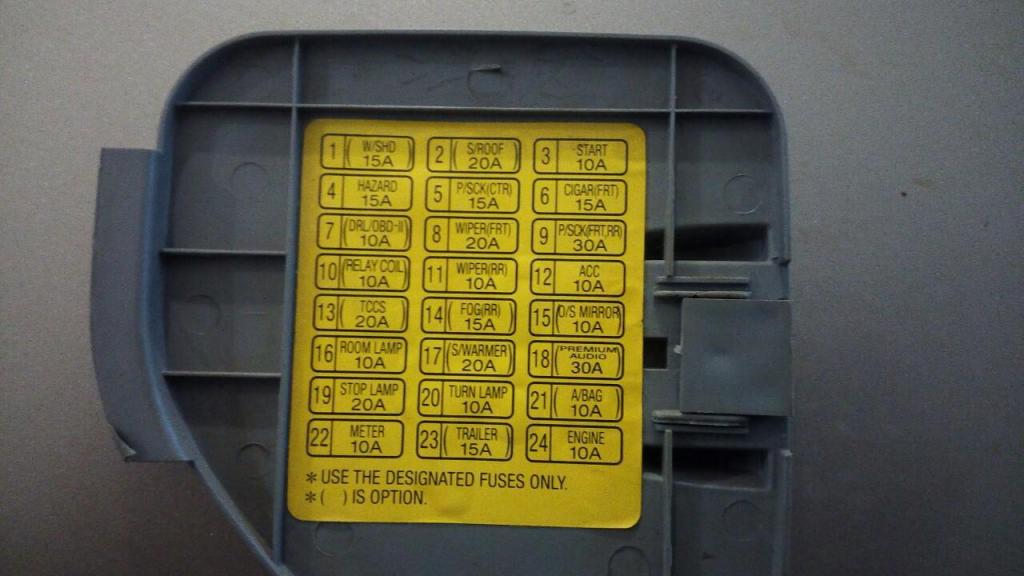 1 ( W/SHD 15A )
2 ( S/ROOF 20A )
3 START 10A
4 HAZARD 15A
5 P/SCK(CTR) 15A
6 CIGAR(FRT) 15A
7 ( DRL/OBD-II 10A )
8 WIPER(FRT) 20A
9 P/SCK(FRT,RR) 30A
10 ( RELAY COIL 10A )
11 WIPER(RR) 10A
12 ACC 10A
13 ( TCCS 20A )
14 FOG(RR) 15A
15 O/S MIRROR 10A
16 ROOM LAMP 10A
17 ( S/WARMER 20A )
18 ( PREMIUM AUDIO 30A )
19 STOP LAMP 20A
20 TURN LAMP 10A
21 ( A/BAG 10A )
22 METER 10A
23 ( TRAILER 15A )
24 ENGINE 10A
* USE THE DESIGNATED FUSES ONLY.
* ( ) IS OPTION.